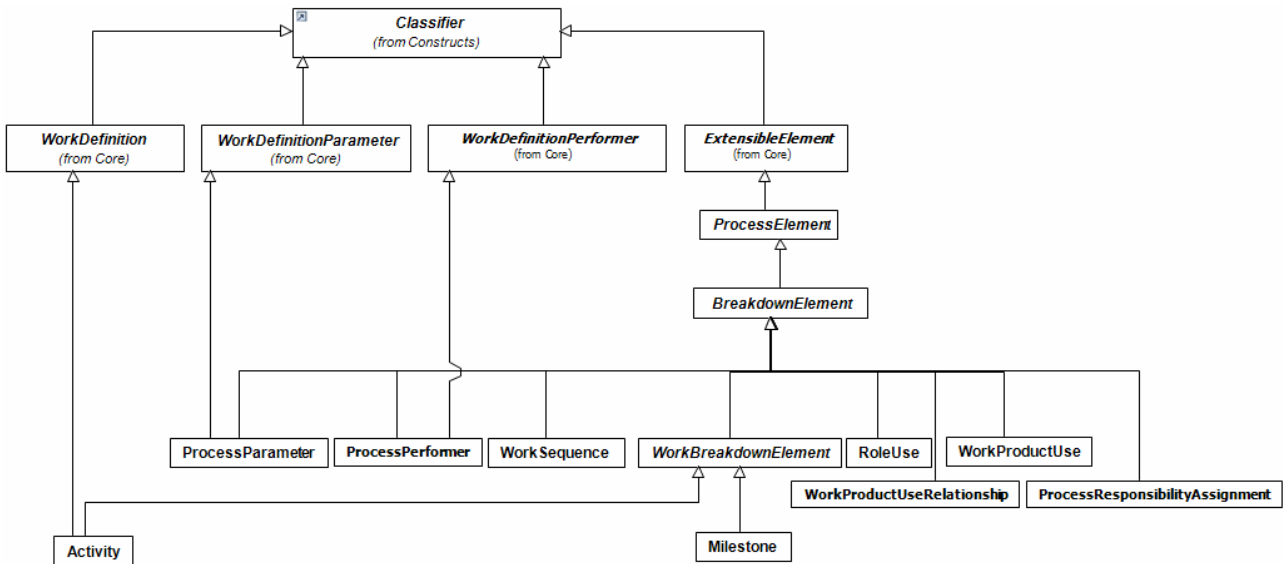 Classifier
(from Constructs)
WorkDefinition
(from Core)
WorkDefinitionParameter
(from Core)
WorkDefinitionPerformer
(from Core)
ExtensibleElement
(from Core)
ProcessElement
BreakdownElement
ProcessParameter
ProcessPerformer
WorkSequence
WorkBreakdownElement
RoleUse
WorkProductUse
WorkProductUseRelationship
ProcessResponsibilityAssignment
Activity
Milestone